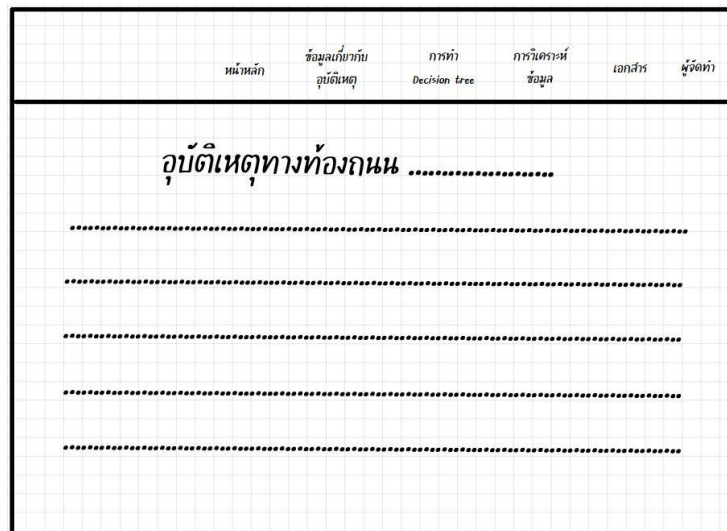 หน้าหลัก ข้อมูลเกี่ยวกับ การทำ การวิเคราะห์ เอกสาร ผู้จัดทำ
อุบัติเหตุ Decision tree ข้อมูล
อุบัติเหตุทางท้องถนน ......................
................................................................................
................................................................................
................................................................................
................................................................................
................................................................................